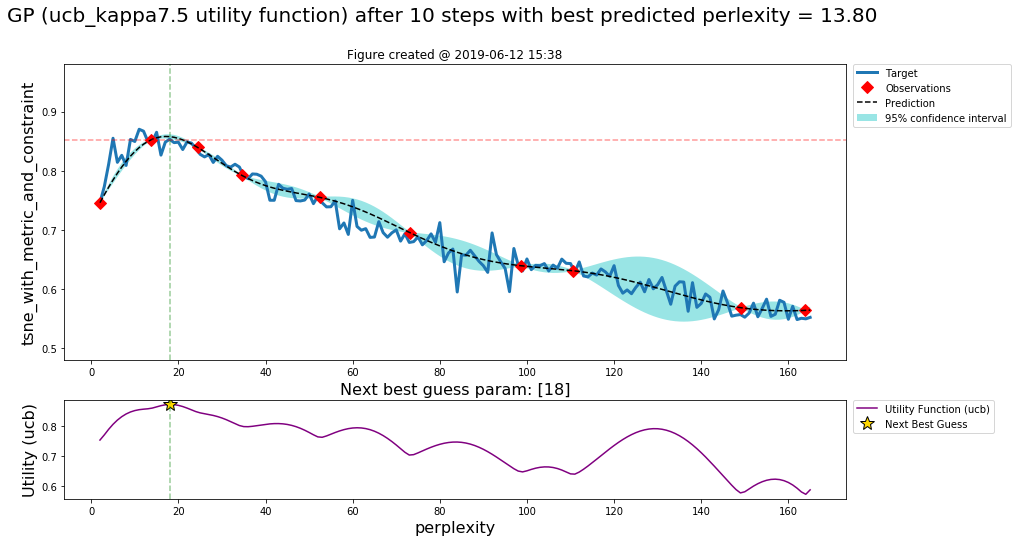 GP (ucb_kappa7.5 utility function) after 10 steps with best predicted perlexity = 13.80
Figure created @ 2019-06-12 15:38
tsne_with_metric_and_constraint
0.9
0.8
0.7
0.6
0.5
0 20 40 60 80 100 120 140 160
Target
Observations
Prediction
95% confidence interval
Next best guess param: [18]
Utility (ucb)
0.8
0.7
0.6
0 20 40 60 80 100 120 140 160
perplexity
Utility Function (ucb)
Next Best Guess